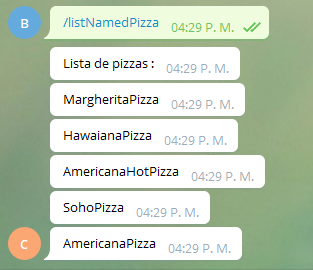 B
/listNamedPizza 04:29 P. M.
Lista de pizzas : 04:29 P. M.
MargheritaPizza 04:29 P. M.
HawaianaPizza 04:29 P. M.
AmericanaHotPizza 04:29 P. M.
SohoPizza 04:29 P. M.
C
AmericanaPizza 04:29 P. M.